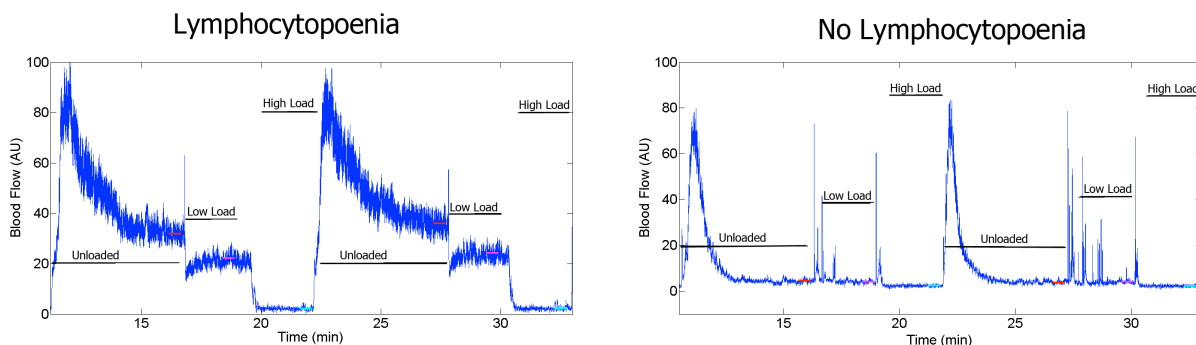 Lymphocytopoenia
No Lymphocytopoenia
100
80
60
40
20
0
Blood Flow (AU)
High Load
High Load
Low Load
Low Load
Unloaded
Unloaded
15
20
25
30
Time (min)
100
80
60
40
20
0
Blood Flow (AU)
High Load
High Load
Low Load
Low Load
Unloaded
Unloaded
15
20
25
30
Time (min)